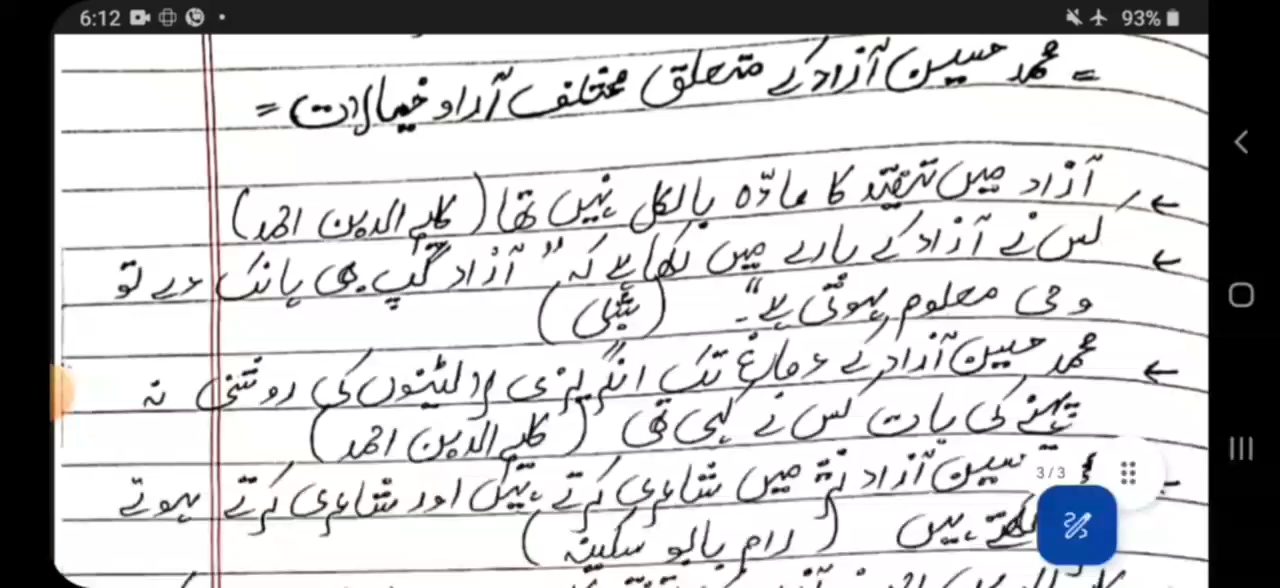 6:12
93%
= محمد حسین آزاد کے متعلق مختلف آراء و خیالات =
← آزاد میں تنقید کا مادّہ بالکل نہیں تھا (کلیم الدین احمد)
← کس نے آزاد کے بارے میں لکھا ہے کہ "آزاد گپ بھی ہانک دے تو
وحی معلوم ہوتی ہے"۔ (شبلی)
← محمد حسین آزاد کے دماغ تک انگریزی لالٹینوں کی روشنی نہ
پہنچنے کی بات کس نے کہی تھی (کلیم الدین احمد)
حسین آزاد نثر میں شاعری کرتے ہیں اور شاعری کرتے ہوئے
3/3
ہیں (رام بابو سکسینہ)